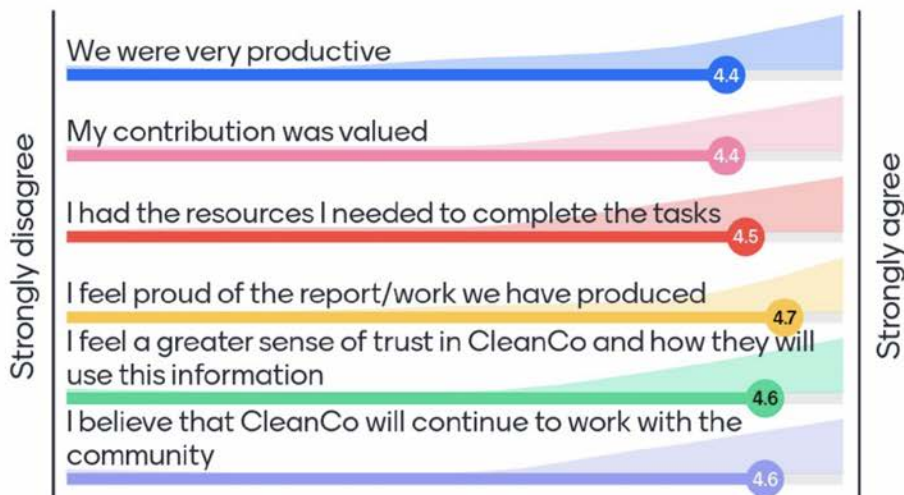 We were very productive
4.4
My contribution was valued
4.4
I had the resources I needed to complete the tasks
4.5
I feel proud of the report/work we have produced
4.7
I feel a greater sense of trust in CleanCo and how they will
use this information
4.6
I believe that CleanCo will continue to work with the
community
4.6
Strongly disagree
Strongly agree